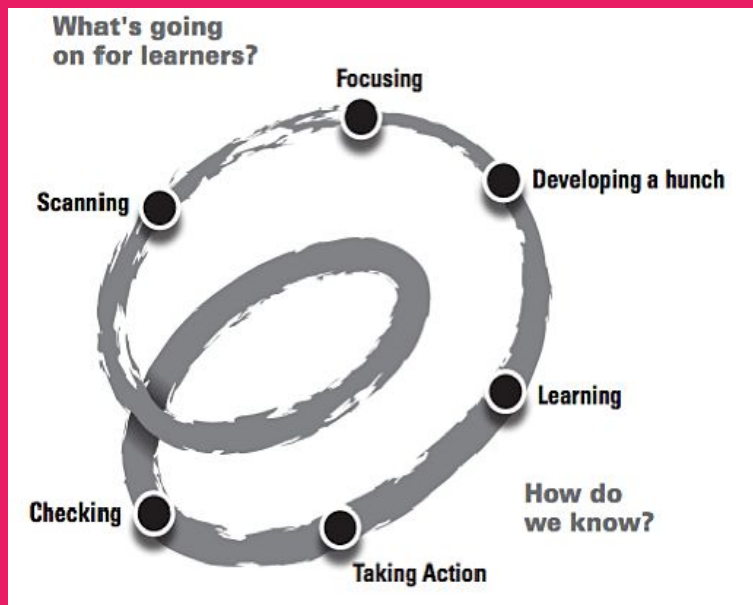 What's going
on for learners?
Focusing
Developing a hunch
Scanning
Learning
How do
we know?
Checking
Taking Action